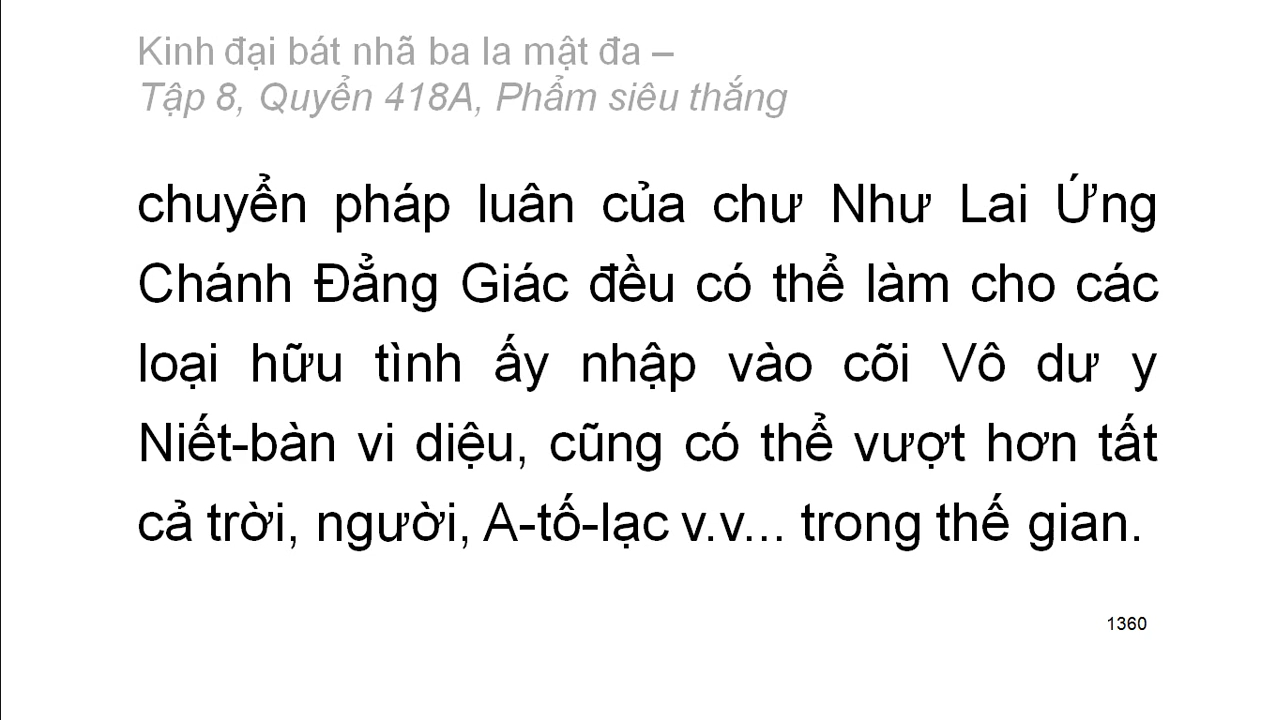 Kinh đại bát nhã ba la mật đa –
Tập 8, Quyển 418A, Phẩm siêu thắng
chuyển pháp luân của chư Như Lai Ứng
Chánh Đẳng Giác đều có thể làm cho các
loại hữu tình ấy nhập vào cõi Vô dư y
Niết-bàn vi diệu, cũng có thể vượt hơn tất
cả trời, người, A-tố-lạc v.v... trong thế gian.
1360